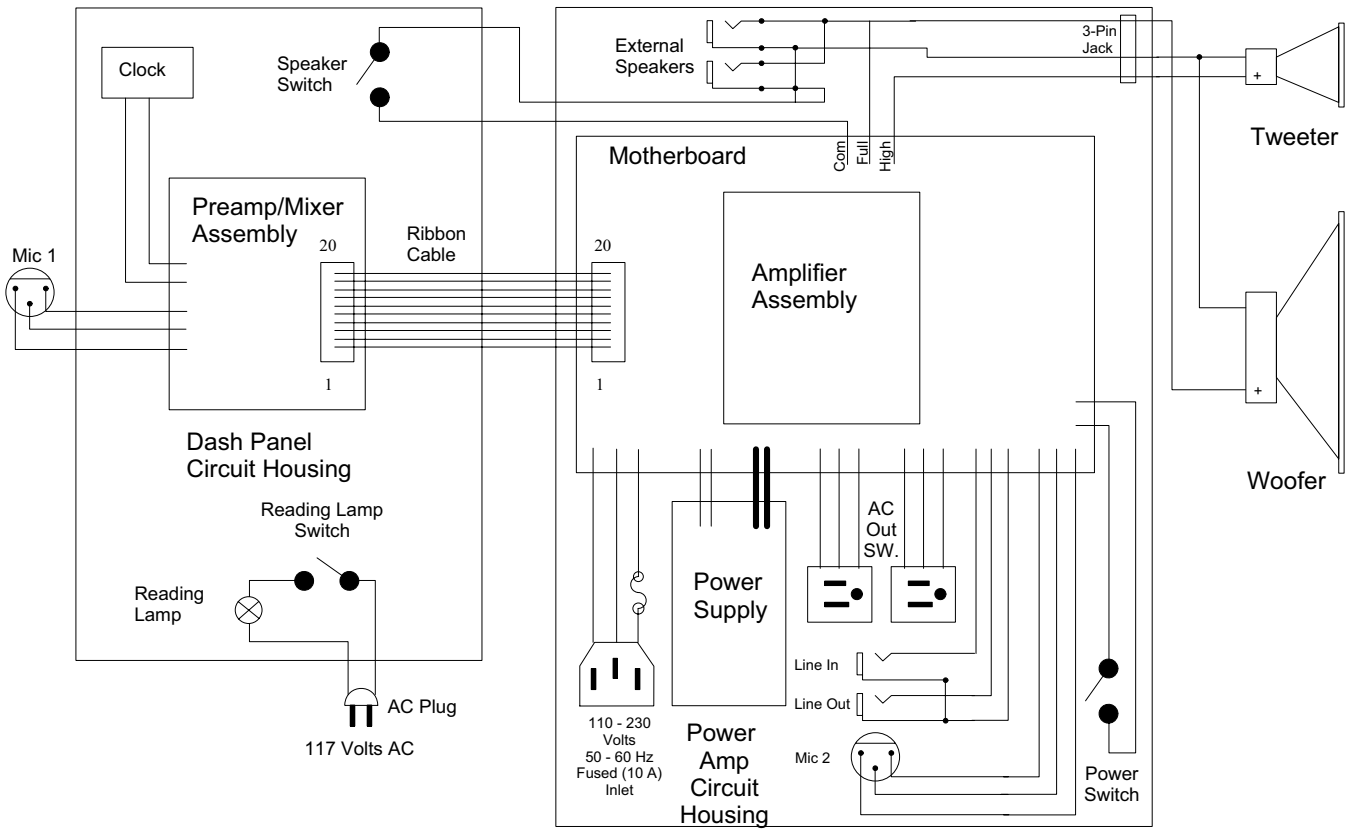 Clock
Speaker
Switch
External
Speakers
3-Pin
Jack
+
Tweeter
Motherboard
Com
Full
High
Preamp/Mixer
Assembly
Ribbon
Cable
20
20
Mic 1
Amplifier
Assembly
1
1
+
Woofer
Dash Panel
Circuit Housing
Reading Lamp
Switch
Reading
Lamp
AC Plug
117 Volts AC
110 - 230
Volts
50 - 60 Hz
Fused (10 A)
Inlet
Power
Supply
AC
Out
SW.
Line In
Line Out
Mic 2
Power
Amp
Circuit
Housing
Power
Switch